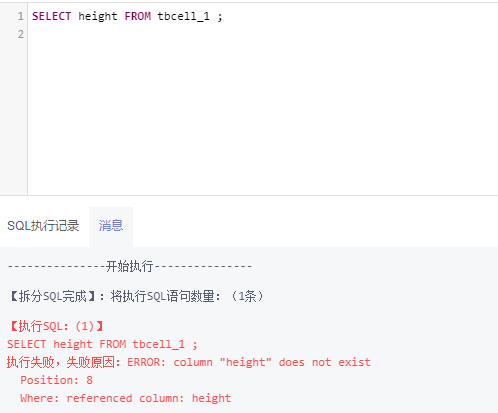 1 SELECT height FROM tbcell_1 ;
2
SQL执行记录 消息
---------------开始执行---------------
【拆分SQL完成】：将执行SQL语句数量：（1条）
【执行SQL：(1)】
SELECT height FROM tbcell_1 ;
执行失败，失败原因：ERROR: column "height" does not exist
Position: 8
Where: referenced column: height